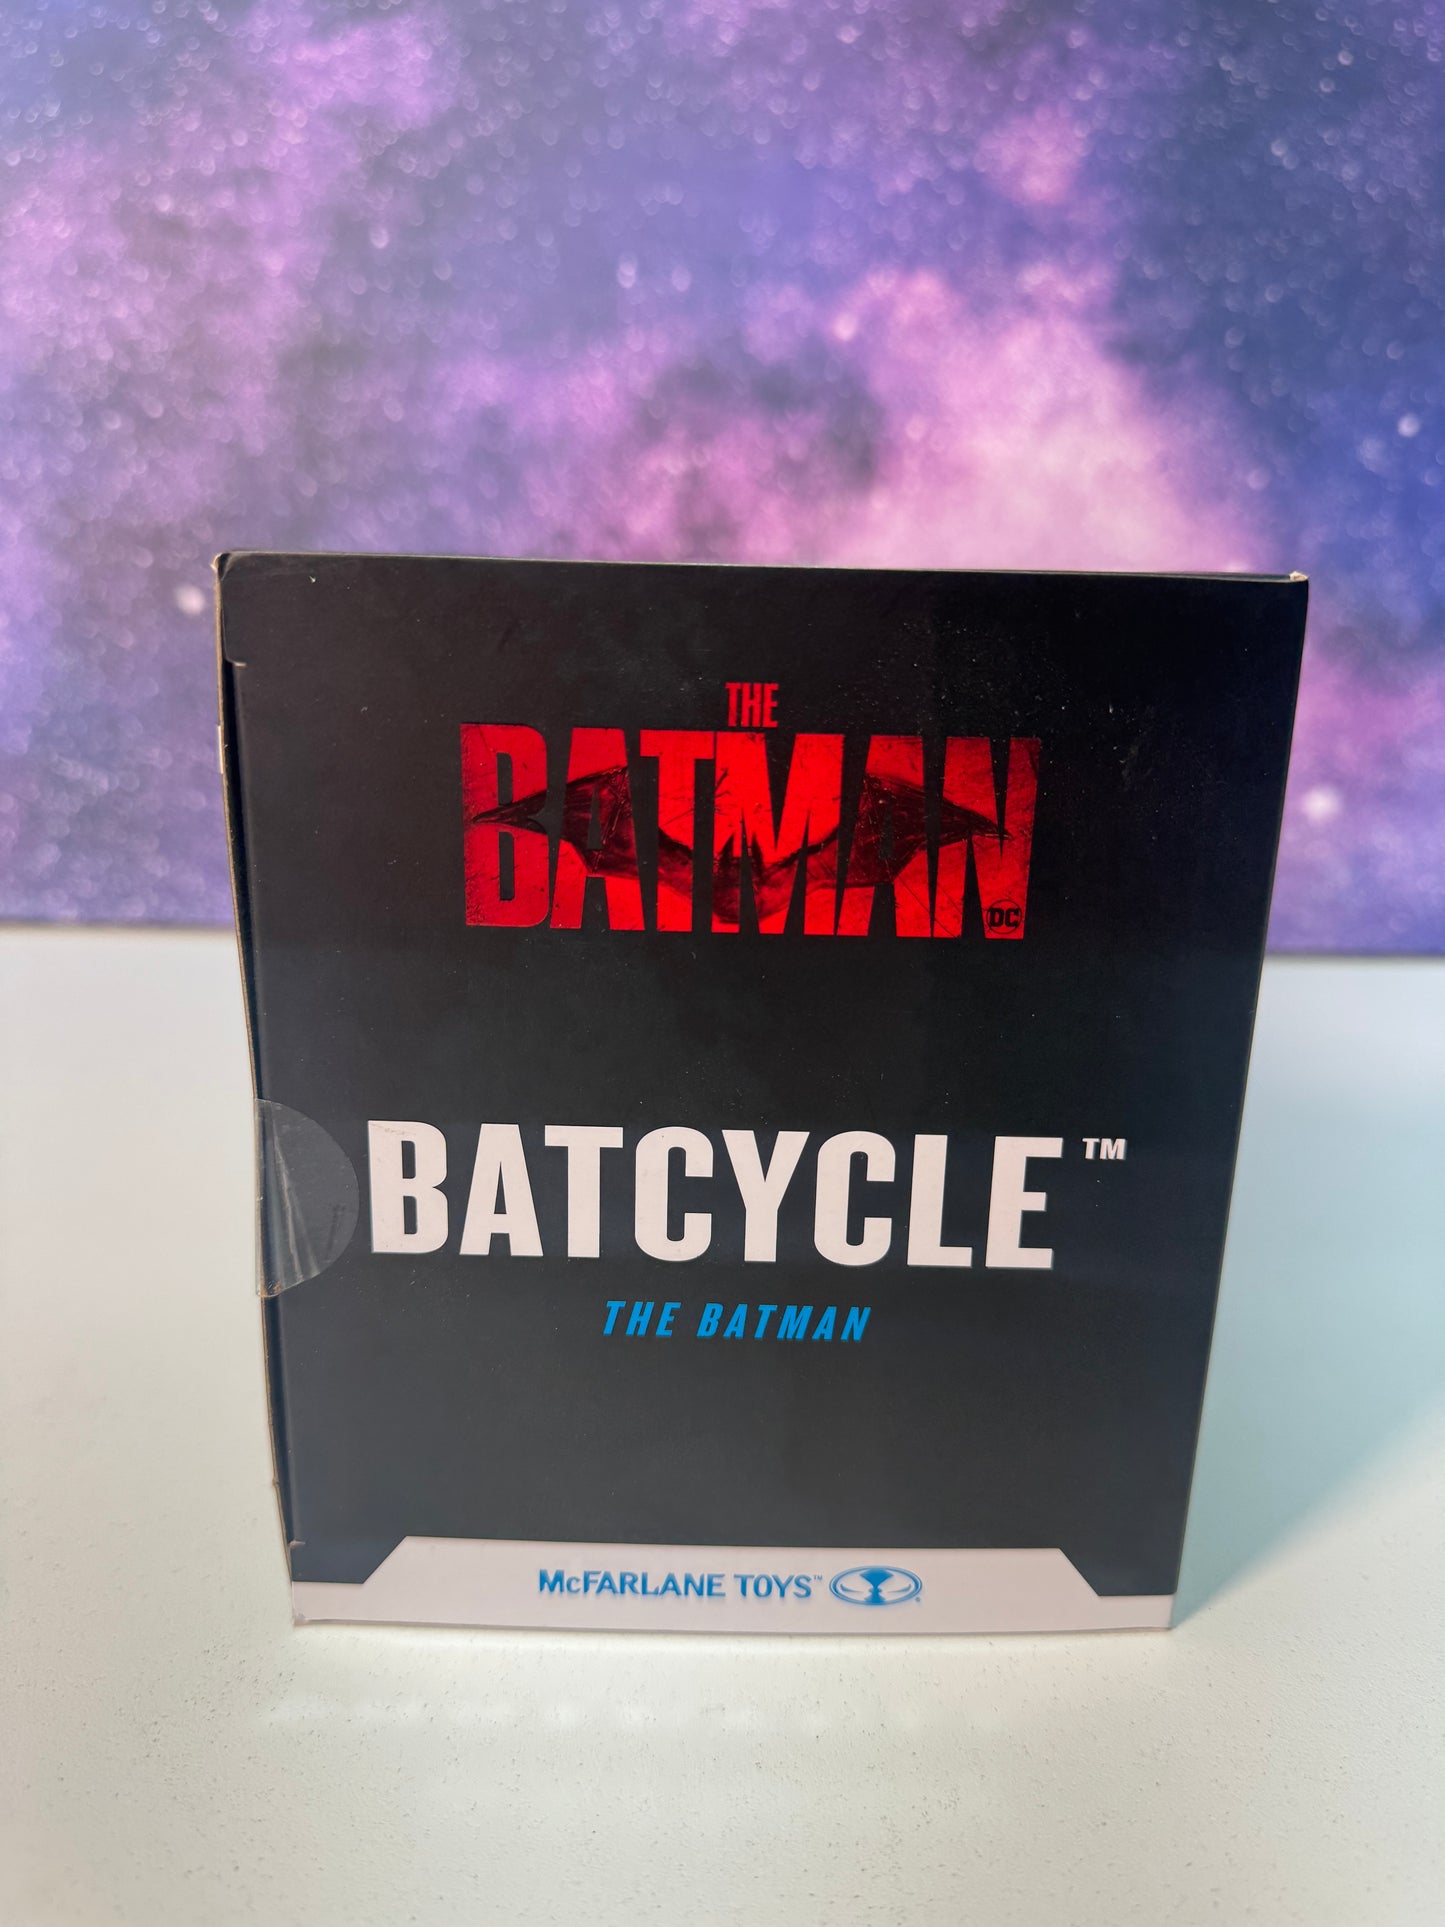 THE
BATMAN
DC
BATCYCLE™
THE BATMAN
McFARLANE TOYS™